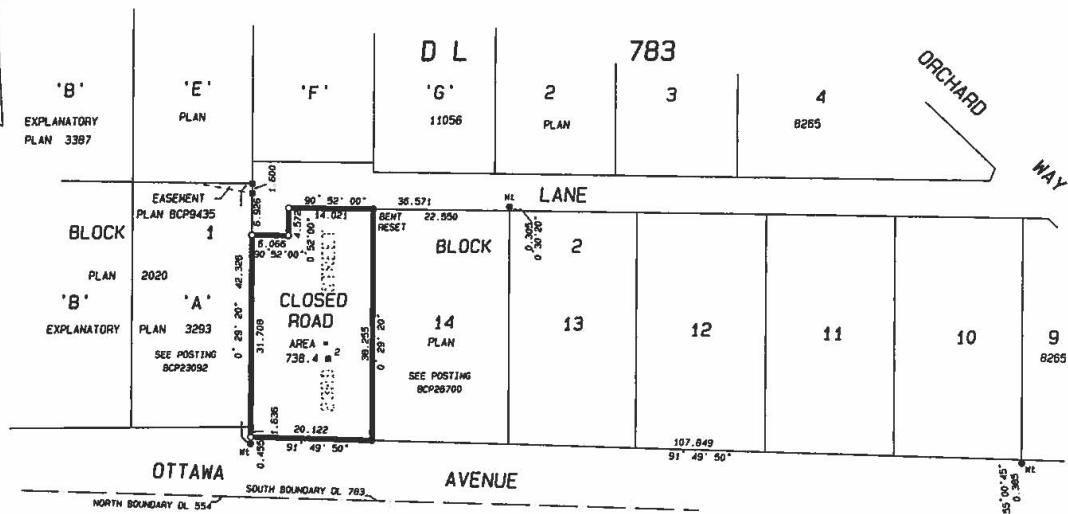 D L 783
ORCHARD
WAY
'B'
EXPLANATORY
PLAN 3387
'E'
PLAN
'F'
'G'
11056
2
PLAN
3
4
8265
EASEMENT
PLAN BCP9435
1.600
6.926
90° 52' 00"
14.021
4.572
0°52'00"
6.066
90°52'00"
36.571
22.550
BENT
RESET
Wt
0.305
0°30'20"
LANE
BLOCK 1
PLAN 2020
'B'
EXPLANATORY
'A'
PLAN 3293
SEE POSTING
BCP23092
42.326
0° 29' 20"
31.708
CLOSED
ROAD
AREA =
738.4 m²
38.255
0° 29' 20"
BLOCK 2
14
PLAN
SEE POSTING
BCP26700
13
12
11
10
9
8265
1.636
20.122
91° 49' 50"
Wt
0.455
107.849
91° 49' 50"
Wt
55°00'45"
0.385
OTTAWA AVENUE
SOUTH BOUNDARY DL 783
NORTH BOUNDARY DL 554